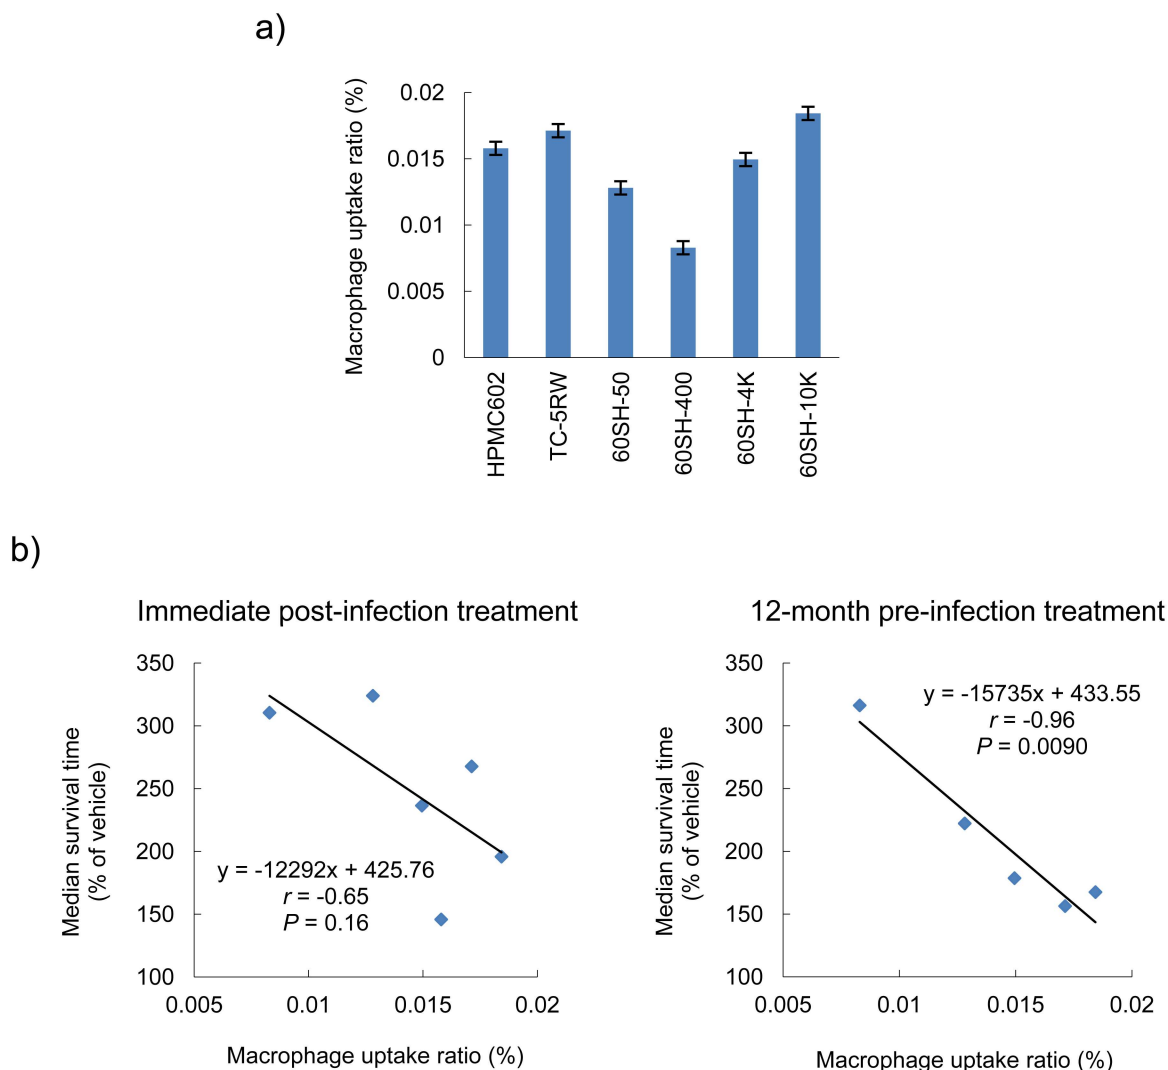 a)
Macrophage uptake ratio (%)
0.02
0.015
0.01
0.005
0
HPMC602
TC-5RW
60SH-50
60SH-400
60SH-4K
60SH-10K
b)
Immediate post-infection treatment
Median survival time
(% of vehicle)
350
300
250
200
150
100
y = -12292x + 425.76
r = -0.65
P = 0.16
0.005
0.01
0.015
0.02
Macrophage uptake ratio (%)
12-month pre-infection treatment
Median survival time
(% of vehicle)
350
300
250
200
150
100
y = -15735x + 433.55
r = -0.96
P = 0.0090
0.005
0.01
0.015
0.02
Macrophage uptake ratio (%)